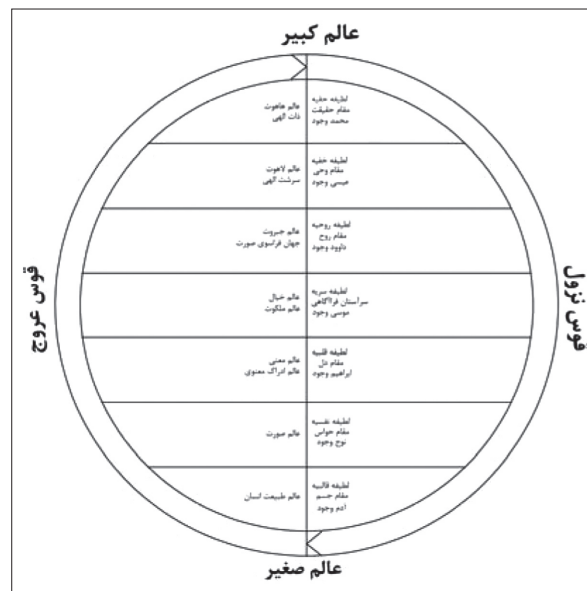 عالم کبیر
قوس نزول
لطیفه حقیه
مقام حقیقت
محمد وجود
عالم هاهوت
ذات الهی
لطیفه خفیه
مقام وحی
عیسی وجود
عالم لاهوت
سرشت الهی
لطیفه روحیه
مقام روح
داوود وجود
عالم جبروت
جهان فراسوی صورت
لطیفه سریه
سرآستان فراآگاهی
موسی وجود
عالم خیال
عالم ملکوت
لطیفه قلبیه
مقام دل
ابراهیم وجود
عالم معنی
عالم ادراک معنوی
لطیفه نفسیه
مقام حواس
نوح وجود
عالم صورت
لطیفه قالبیه
مقام جسم
آدم وجود
عالم طبیعت انسان
قوس عروج
عالم صغیر